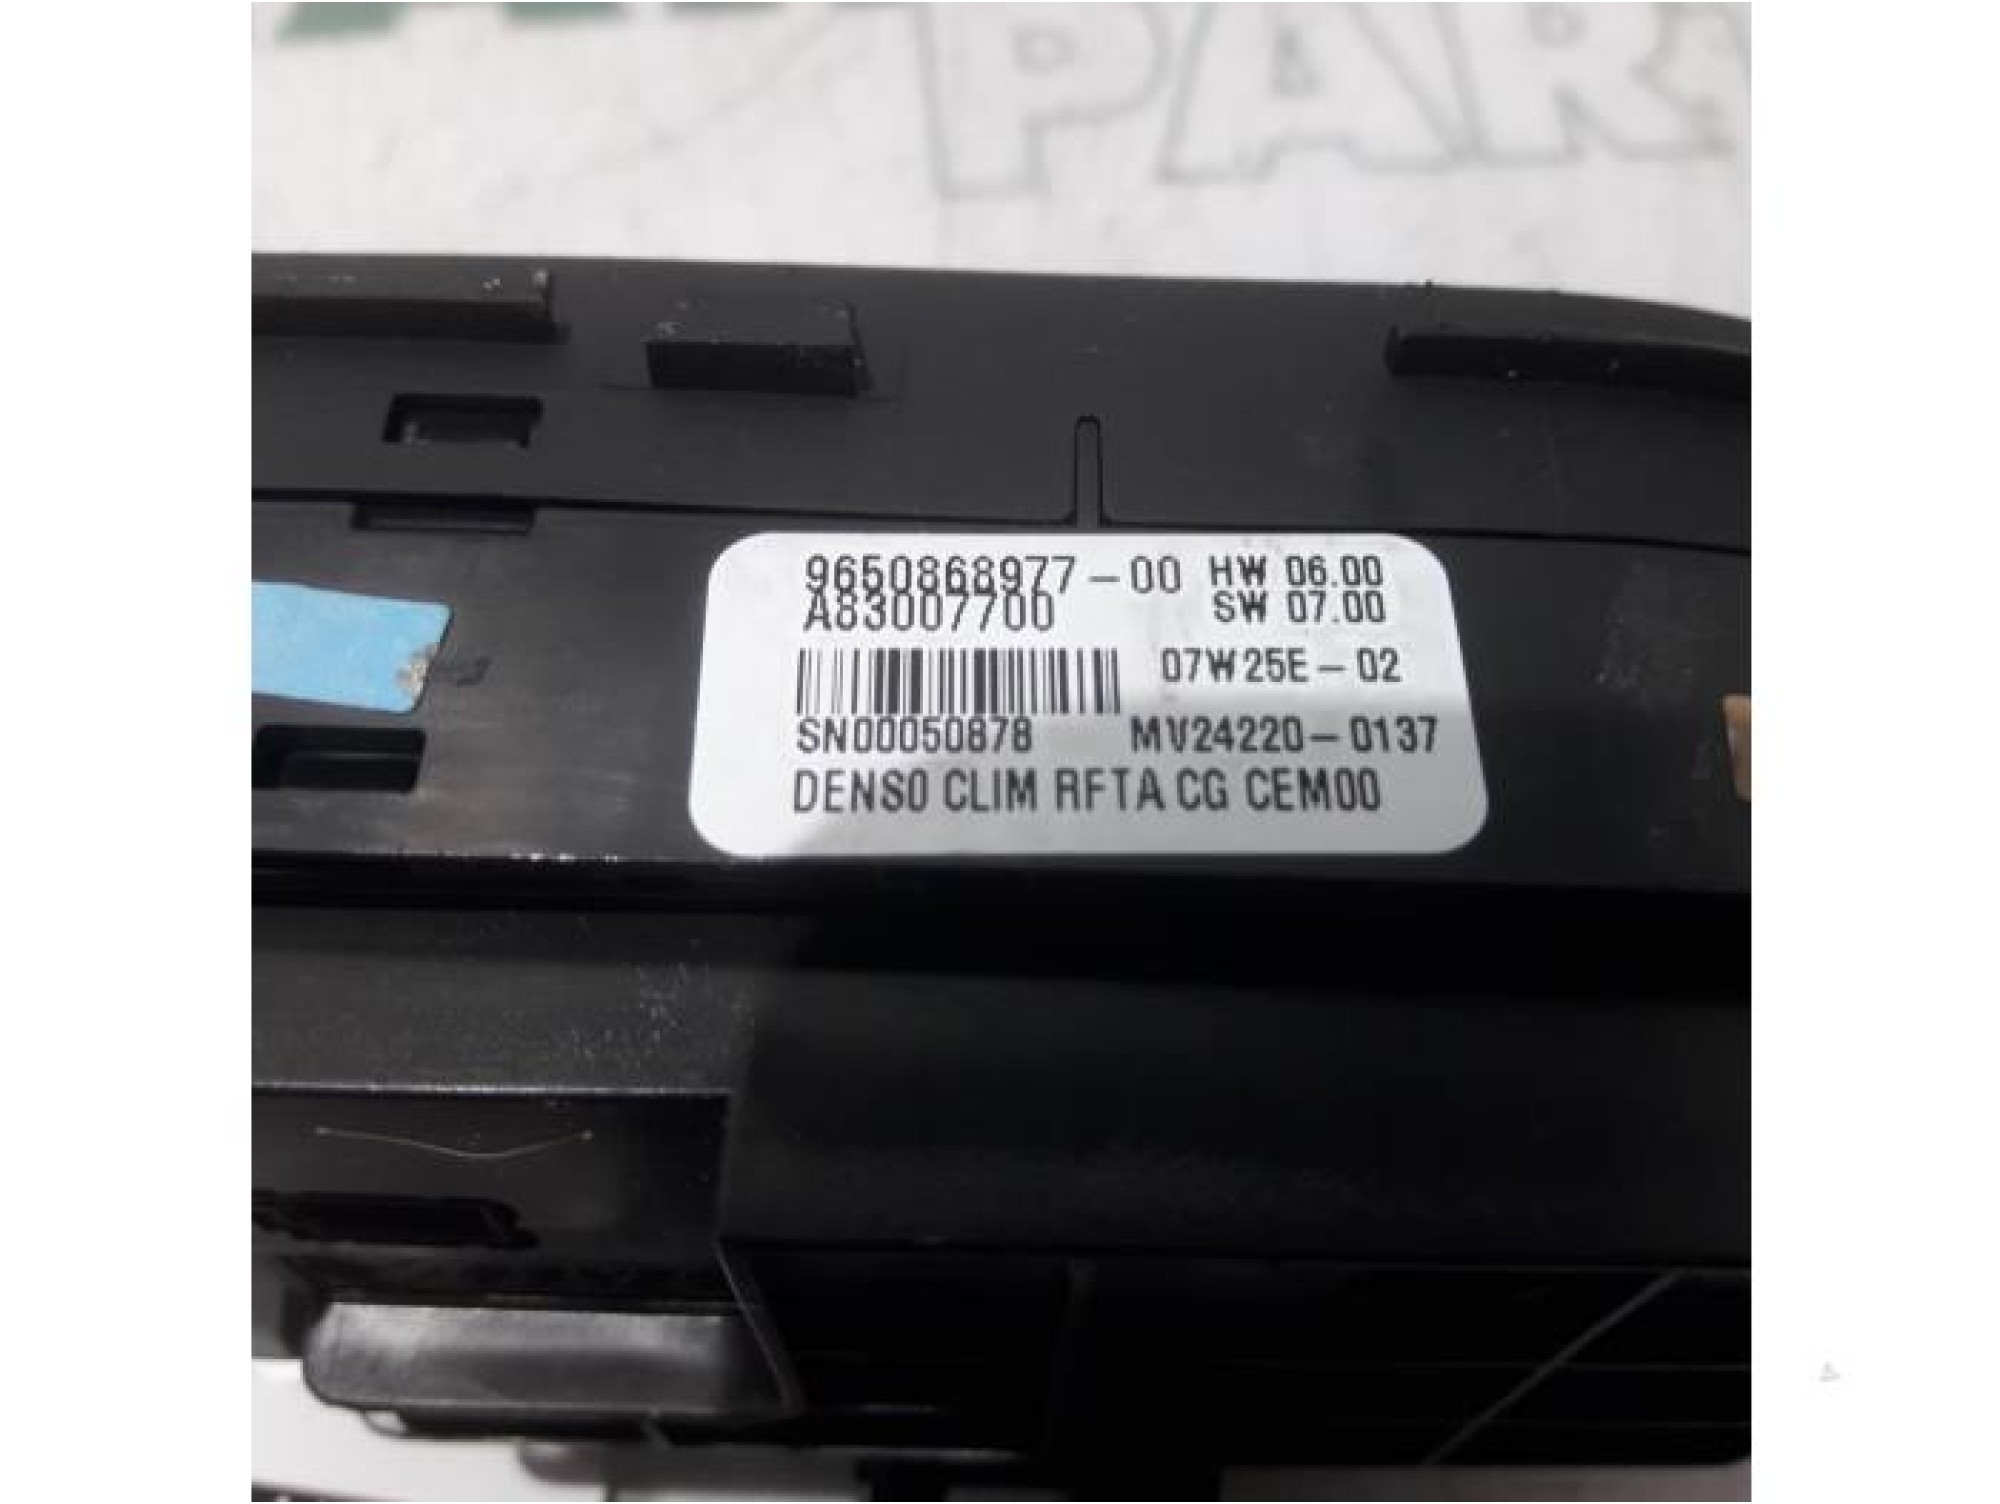 PAR
9650868977-00 HW 06.00
A83007700 SW 07.00
07W25E-02
SN00050878 MV24220-0137
DENSO CLIM RFTA CG CEM00